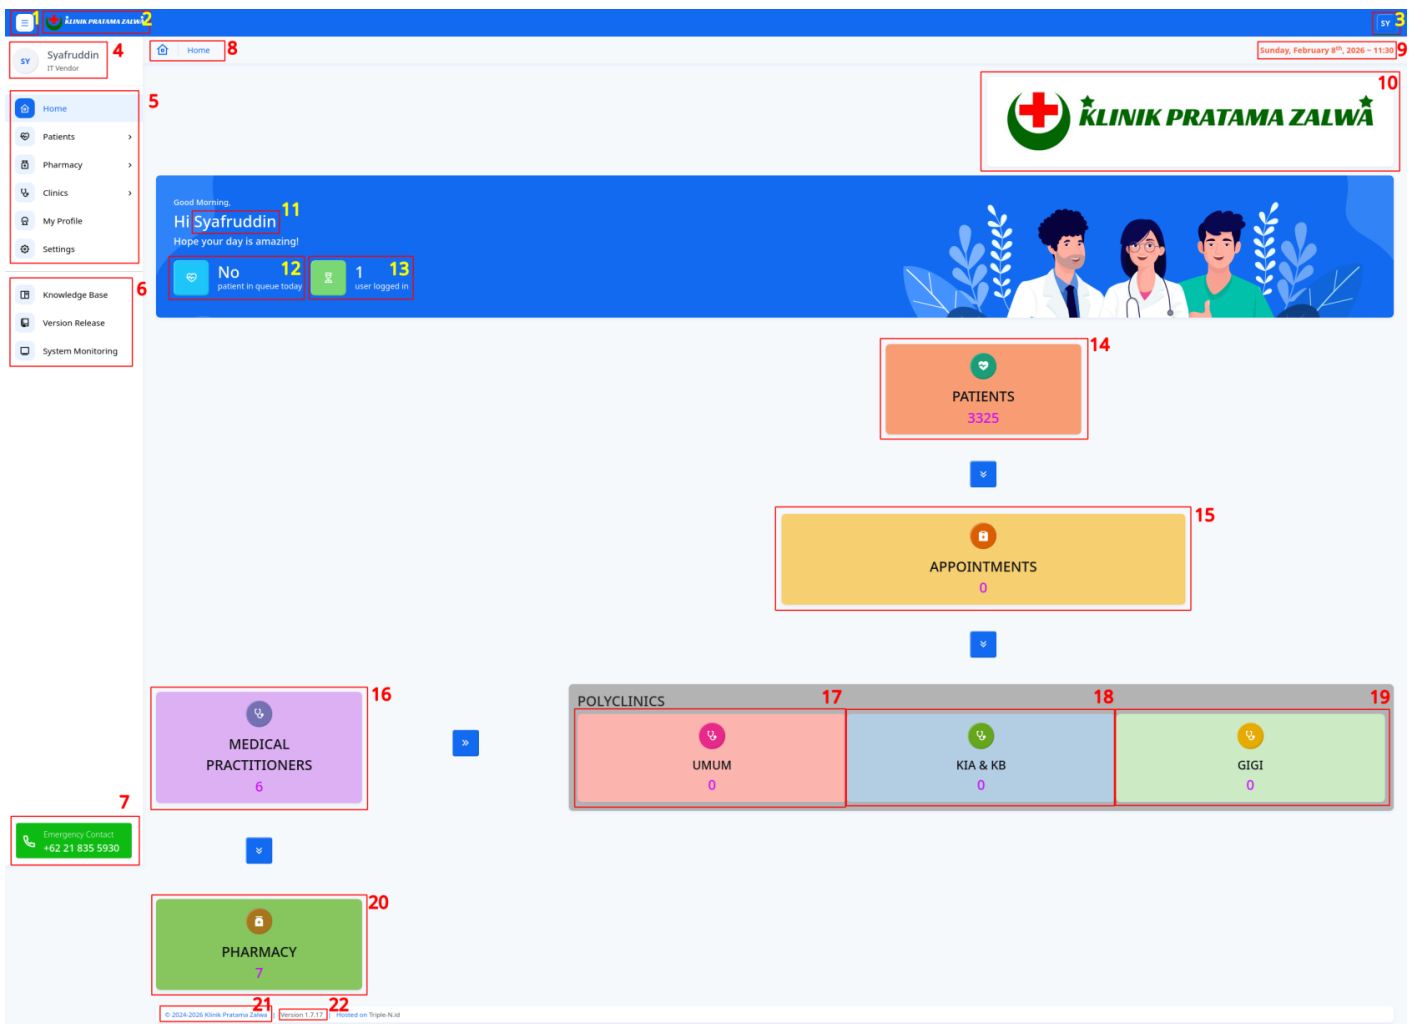 1
KLINIK PRATAMA ZALWA
2
SY
3
SY
Syafruddin
IT Vendor
4
Home
8
Sunday, February 8th, 2026 ~ 11:30
9
5
Home
Patients
Pharmacy
Clinics
My Profile
Settings
10
KLINIK PRATAMA ZALWA
Good Morning,
Hi Syafruddin
11
Hope your day is amazing!
No
patient in queue today
12
1
user logged in
13
6
Knowledge Base
Version Release
System Monitoring
14
PATIENTS
3325
15
APPOINTMENTS
0
16
MEDICAL
PRACTITIONERS
6
POLYCLINICS
17
18
19
UMUM
0
KIA & KB
0
GIGI
0
7
Emergency Contact
+62 21 835 5930
20
PHARMACY
7
21
22
© 2024-2026 Klinik Pratama Zalwa | Version 1.7.17 | Hosted on Triple-N.id